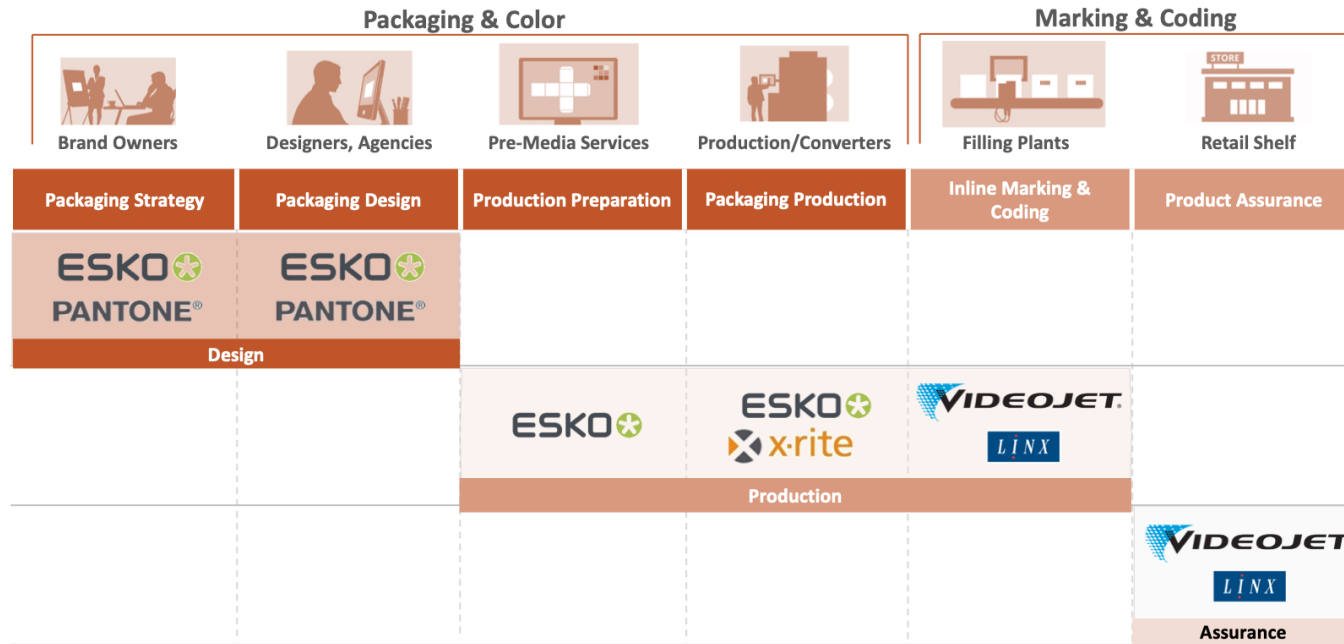 Packaging & Color
Marking & Coding
STORE
Brand Owners
Designers, Agencies
Pre-Media Services
Production/Converters
Filling Plants
Retail Shelf
Packaging Strategy
Packaging Design
Production Preparation
Packaging Production
Inline Marking &
Coding
Product Assurance
ESKO
PANTONE®
ESKO
PANTONE®
Design
ESKO
ESKO
x·rite
VIDEOJET®
LINX
Production
VIDEOJET
LINX
Assurance